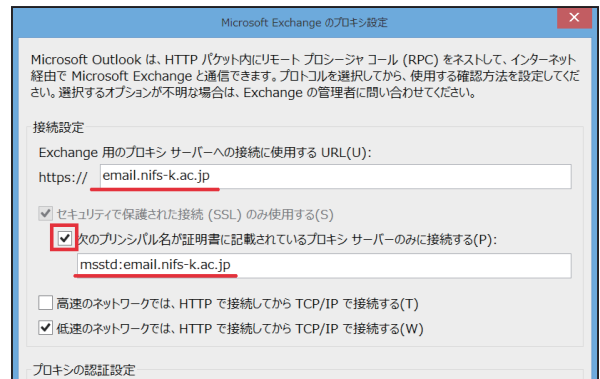 Microsoft Exchange のプロキシ設定
Microsoft Outlook は、HTTP パケット内にリモート プロシージャ コール (RPC) をネストして、インターネット
経由で Microsoft Exchange と通信できます。プロトコルを選択してから、使用する確認方法を設定してくだ
さい。選択するオプションが不明な場合は、Exchange の管理者に問い合わせてください。
接続設定
Exchange 用のプロキシ サーバーへの接続に使用する URL(U):
https:// email.nifs-k.ac.jp
セキュリティで保護された接続 (SSL) のみ使用する(S)
次のプリンシパル名が証明書に記載されているプロキシ サーバーのみに接続する(P):
msstd:email.nifs-k.ac.jp
高速のネットワークでは、HTTP で接続してから TCP/IP で接続する(T)
低速のネットワークでは、HTTP で接続してから TCP/IP で接続する(W)
プロキシの認証設定